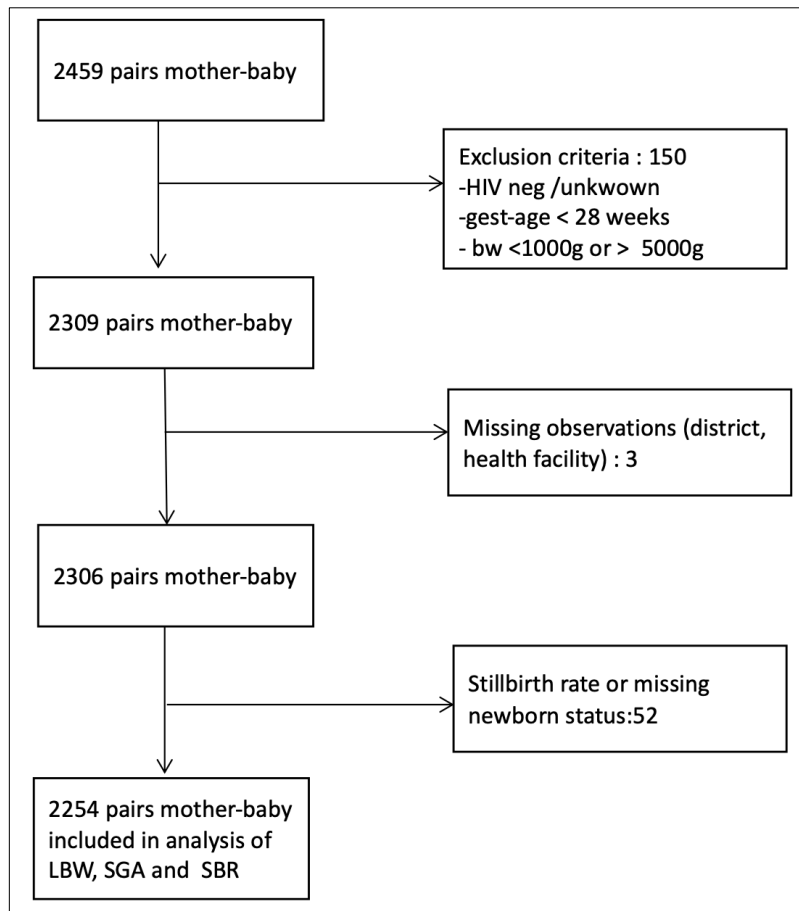 2459 pairs mother-baby
Exclusion criteria : 150
-HIV neg /unkwown
-gest-age < 28 weeks
- bw <1000g or > 5000g
2309 pairs mother-baby
Missing observations (district,
health facility) : 3
2306 pairs mother-baby
Stillbirth rate or missing
newborn status:52
2254 pairs mother-baby
included in analysis of
LBW, SGA and SBR